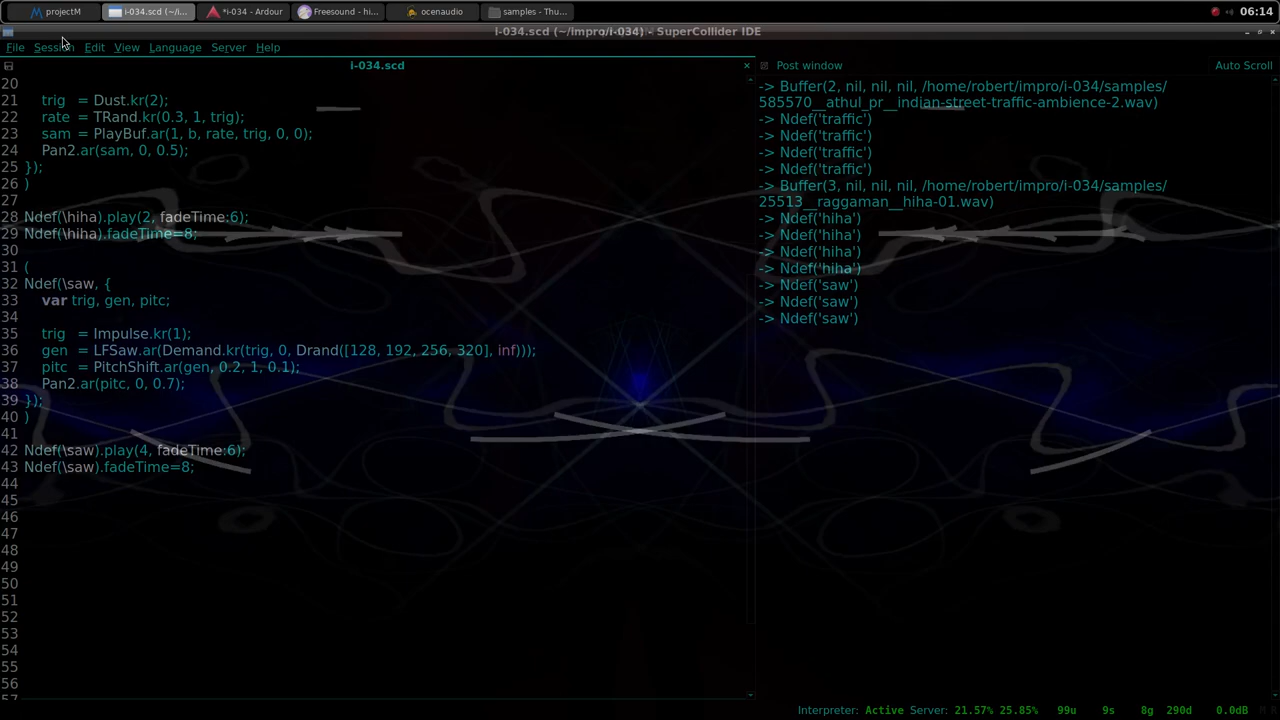 projectM
i-034.scd (~/i...
*i-034 - Ardour
Freesound - hi...
ocenaudio
samples - Thu...
06:14
i-034.scd (~/impro/i-034) - SuperCollider IDE
File Session Edit View Language Server Help
i-034.scd
20
21 trig = Dust.kr(2);
22 rate = TRand.kr(0.3, 1, trig);
23 sam = PlayBuf.ar(1, b, rate, trig, 0, 0);
24 Pan2.ar(sam, 0, 0.5);
25 });
26 )
27
28 Ndef(\hiha).play(2, fadeTime:6);
29 Ndef(\hiha).fadeTime=8;
30
31 (
32 Ndef(\saw, {
33 var trig, gen, pitc;
34
35 trig = Impulse.kr(1);
36 gen = LFSaw.ar(Demand.kr(trig, 0, Drand([128, 192, 256, 320], inf)));
37 pitc = PitchShift.ar(gen, 0.2, 1, 0.1);
38 Pan2.ar(pitc, 0, 0.7);
39 });
40 )
41
42 Ndef(\saw).play(4, fadeTime:6);
43 Ndef(\saw).fadeTime=8;
44
45
46
47
48
49
50
51
52
53
54
55
56
57
Post window
Auto Scroll
-> Buffer(2, nil, nil, nil, /home/robert/impro/i-034/samples/
585570__athul_pr__indian-street-traffic-ambience-2.wav)
-> Ndef('traffic')
-> Ndef('traffic')
-> Ndef('traffic')
-> Ndef('traffic')
-> Buffer(3, nil, nil, nil, /home/robert/impro/i-034/samples/
25513__raggaman__hiha-01.wav)
-> Ndef('hiha')
-> Ndef('hiha')
-> Ndef('hiha')
-> Ndef('hiha')
-> Ndef('saw')
-> Ndef('saw')
-> Ndef('saw')
Interpreter: Active Server: 21.57% 25.85% 99u 9s 8g 290d 0.0dB M R